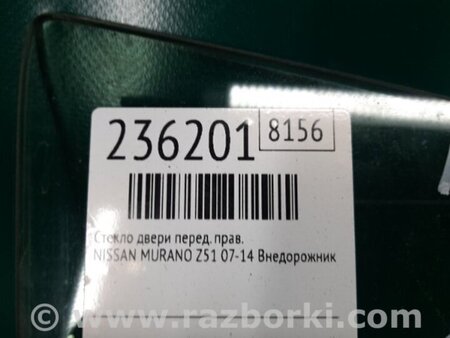 236201 8156
Стекло двери перед. прав.
NISSAN MURANO Z51 07-14 Внедорожник
www.razborki.com